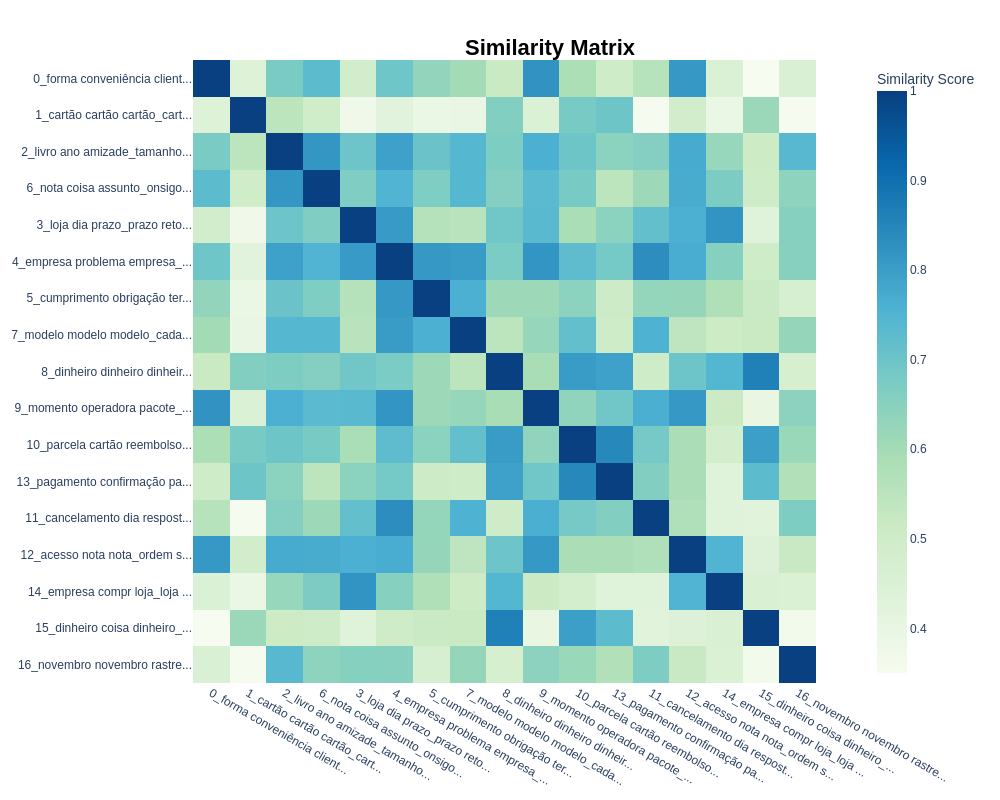 Similarity Matrix
Similarity Score
0_forma conveniência client...
1_cartão cartão cartão_cart...
2_livro ano amizade_tamanho...
6_nota coisa assunto_onsigo...
3_loja dia prazo_prazo reto...
4_empresa problema empresa_...
5_cumprimento obrigação ter...
7_modelo modelo modelo_cada...
8_dinheiro dinheiro dinheir...
9_momento operadora pacote_...
10_parcela cartão reembolso...
13_pagamento confirmação pa...
11_cancelamento dia respost...
12_acesso nota nota_ordem s...
14_empresa compr loja_loja ...
15_dinheiro coisa dinheiro_...
16_novembro novembro rastre...
1
0.9
0.8
0.7
0.6
0.5
0.4
0_forma conveniência client...
1_cartão cartão cartão_cart...
2_livro ano amizade_tamanho...
6_nota coisa assunto_onsigo...
3_loja dia prazo_prazo reto...
4_empresa problema empresa_...
5_cumprimento obrigação ter...
7_modelo modelo modelo_cada...
8_dinheiro dinheiro dinheir...
9_momento operadora pacote_...
10_parcela cartão reembolso...
13_pagamento confirmação pa...
11_cancelamento dia respost...
12_acesso nota nota_ordem s...
14_empresa compr loja_loja ...
15_dinheiro coisa dinheiro_...
16_novembro novembro rastre...